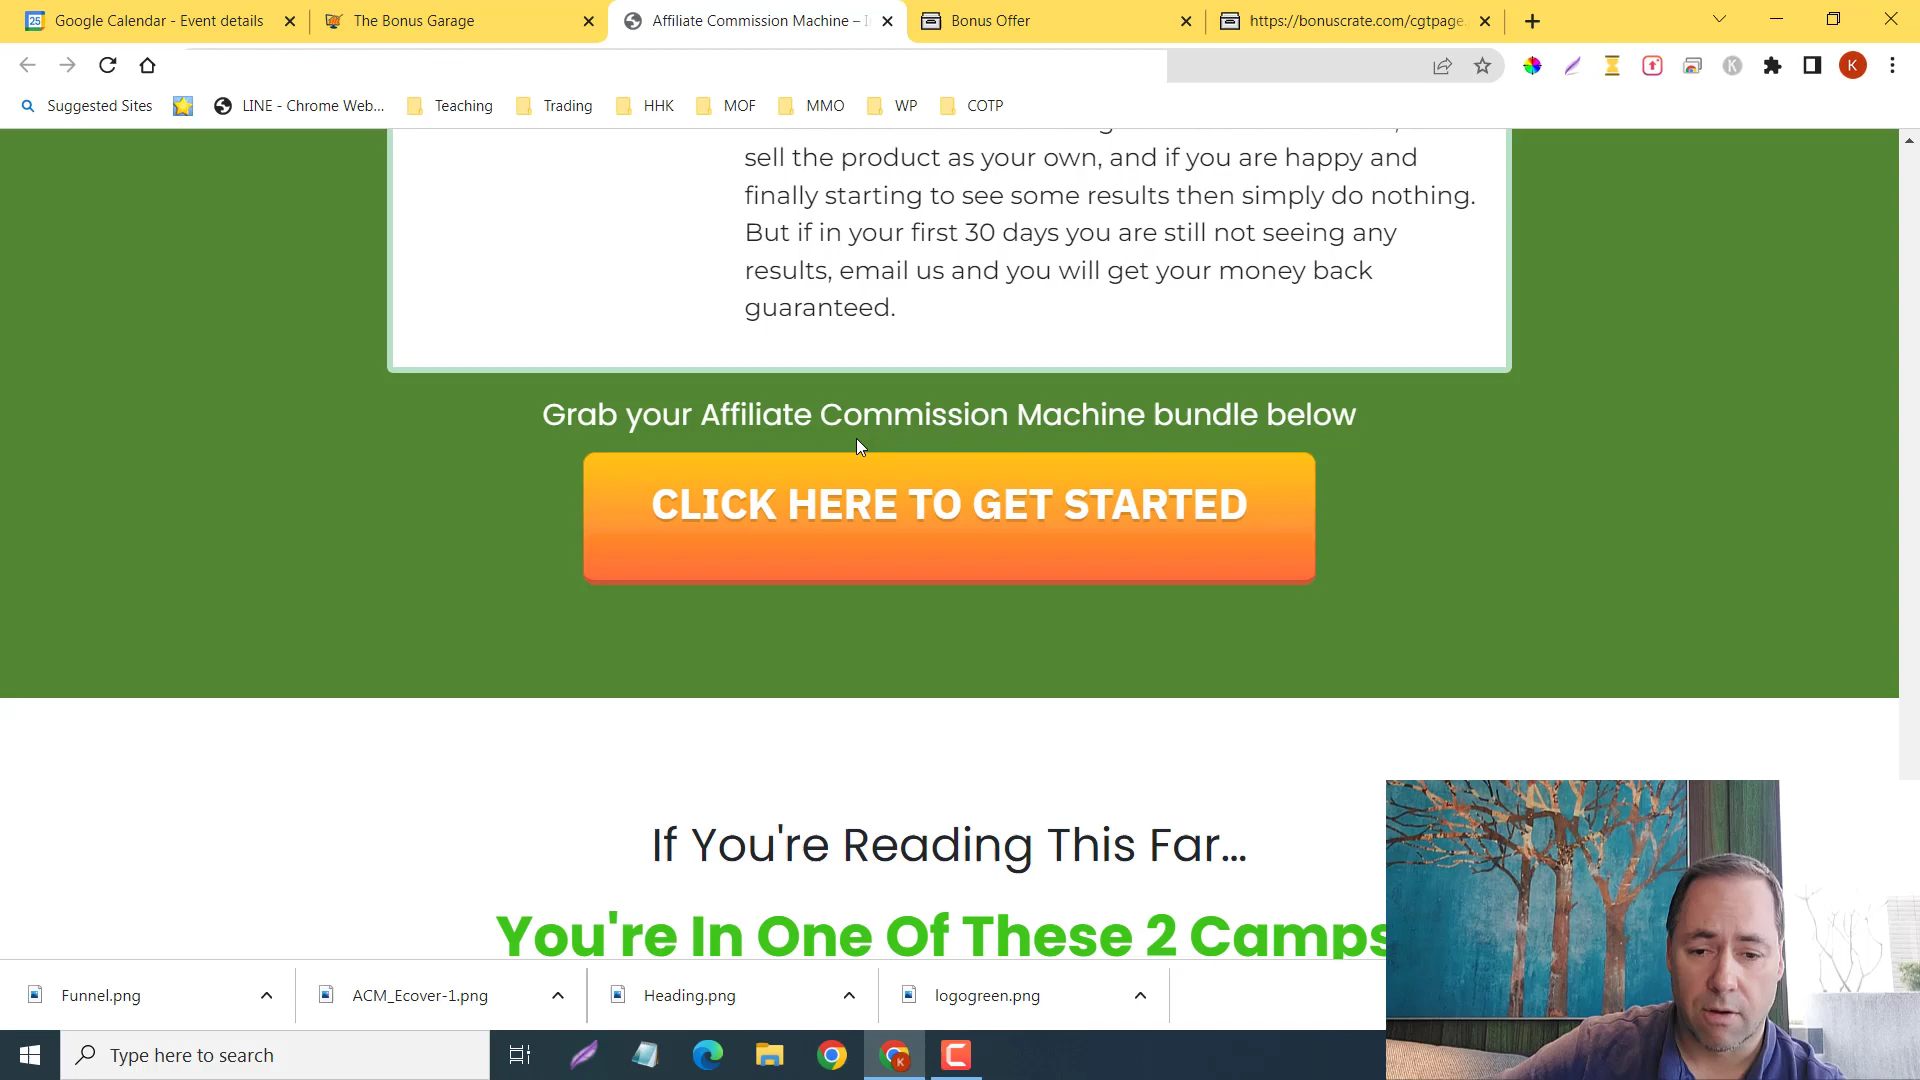 Google Calendar - Event details
The Bonus Garage
Affiliate Commission Machine –
Bonus Offer
https://bonuscrate.com/cgtpage
K
Suggested Sites
LINE - Chrome Web...
Teaching
Trading
HHK
MOF
MMO
WP
COTP
sell the product as your own, and if you are happy and
finally starting to see some results then simply do nothing.
But if in your first 30 days you are still not seeing any
results, email us and you will get your money back
guaranteed.
Grab your Affiliate Commission Machine bundle below
CLICK HERE TO GET STARTED
If You're Reading This Far...
You're In One Of These 2 Camps
Funnel.png
ACM_Ecover-1.png
Heading.png
logogreen.png
Type here to search